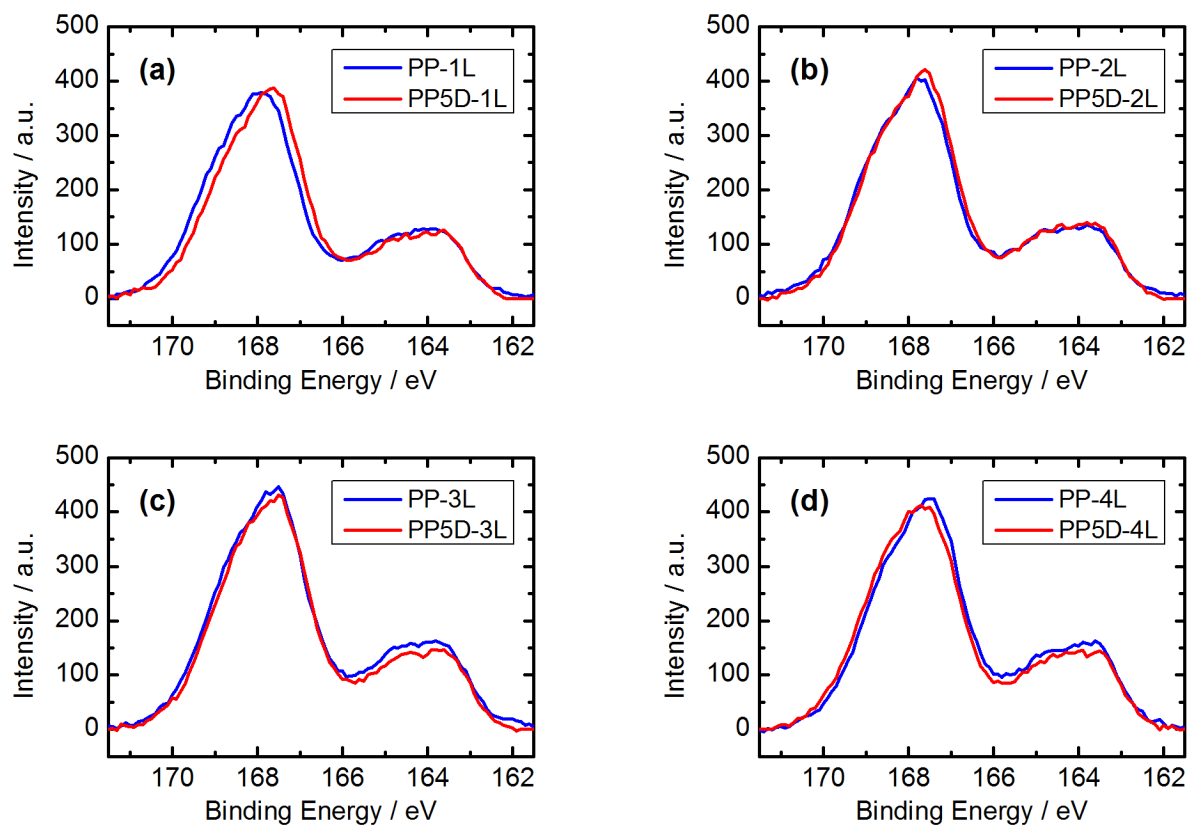 500
400
300
200
100
0
Intensity / a.u.
(a)
PP-1L
PP5D-1L
170 168 166 164 162
Binding Energy / eV
500
400
300
200
100
0
Intensity / a.u.
(b)
PP-2L
PP5D-2L
170 168 166 164 162
Binding Energy / eV
500
400
300
200
100
0
Intensity / a.u.
(c)
PP-3L
PP5D-3L
170 168 166 164 162
Binding Energy / eV
500
400
300
200
100
0
Intensity / a.u.
(d)
PP-4L
PP5D-4L
170 168 166 164 162
Binding Energy / eV